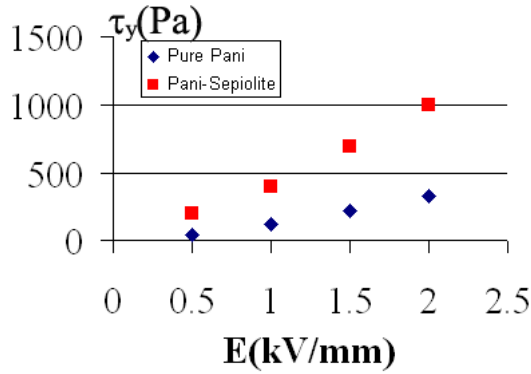 τy(Pa)
1500
Pure Pani
Pani-Sepiolite
1000
500
0
0 0.5 1 1.5 2 2.5
E(kV/mm)